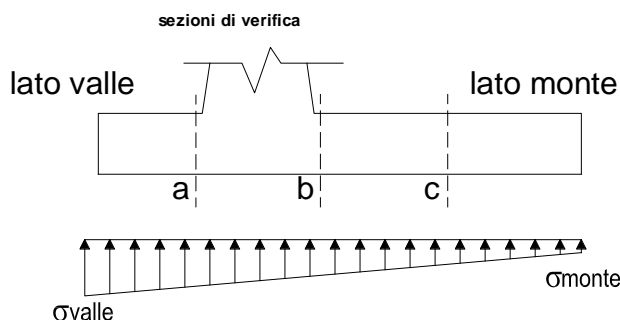 sezioni di verifica
lato valle
lato monte
a
b
c
σmonte
σvalle